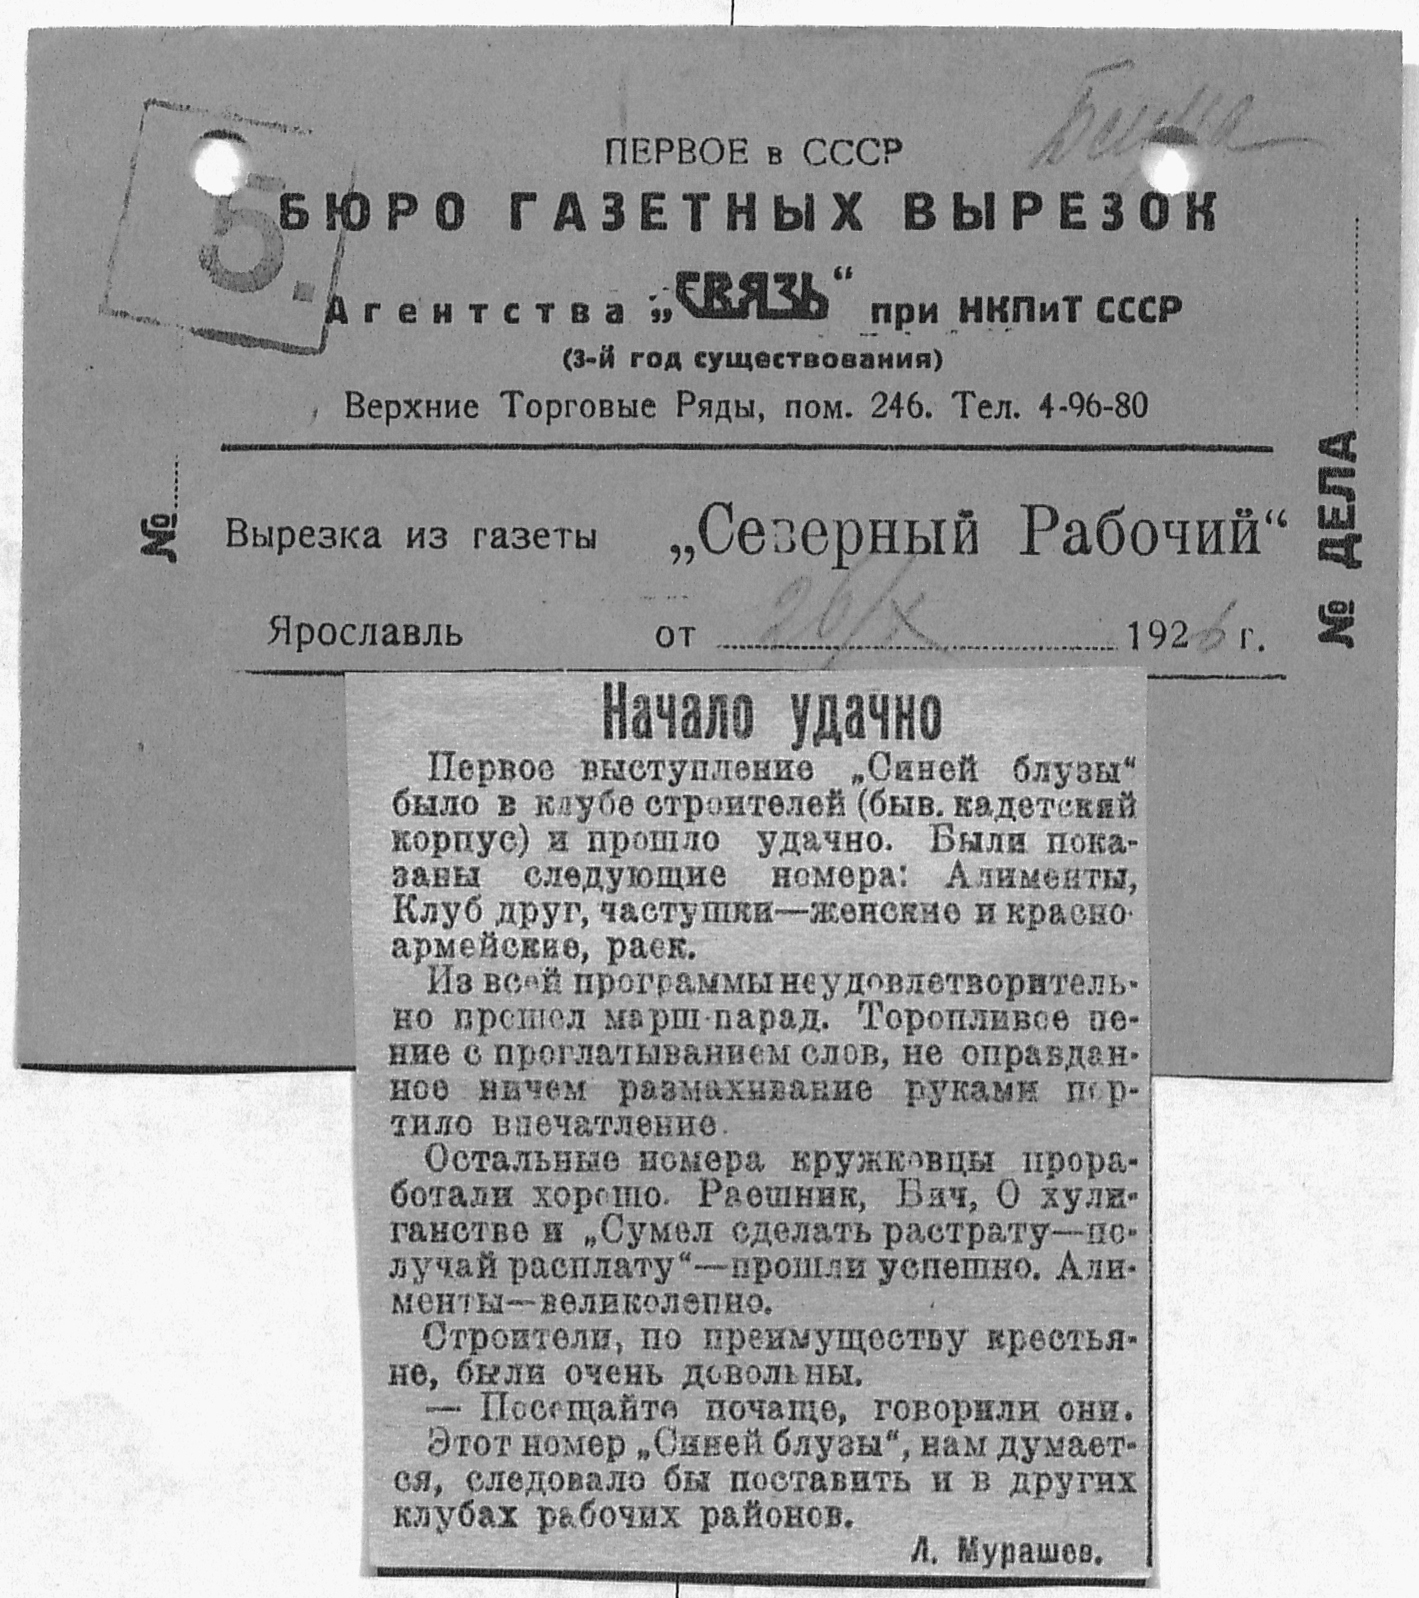 5.
ПЕРВОЕ в СССР
БЮРО ГАЗЕТНЫХ ВЫРЕЗОК
Агентства „СВЯЗЬ“ при НКПиТ СССР
(3-й год существования)
Верхние Торговые Ряды, пом. 246. Тел. 4-96-80
№
№ ДЕЛА
Вырезка из газеты „Северный Рабочий“
Ярославль от 26/X 1926 г.
Начало удачно
Первое выступление „Синей блузы“
было в клубе строителей (быв. кадетский
корпус) и прошло удачно. Были пока-
заны следующие номера: Алименты,
Клуб друг, частушки—женские и красно-
армейские, раек.
Из всей программы неудовлетворитель-
но прошел марш-парад. Торопливое пе-
ние с проглатыванием слов, не оправдан-
ное ничем размахивание руками пор-
тило впечатление.
Остальные номера кружковцы прора-
ботали хорошо. Раешник, Бич, О хули-
ганстве и „Сумел сделать растрату—по-
лучай расплату“—прошли успешно. Али-
менты—великолепно.
Строители, по преимуществу крестья-
не, были очень довольны.
— Посещайте почаще, говорили они.
Этот номер „Синей блузы“, нам думает-
ся, следовало бы поставить и в других
клубах рабочих районов.
Л. Мурашев.